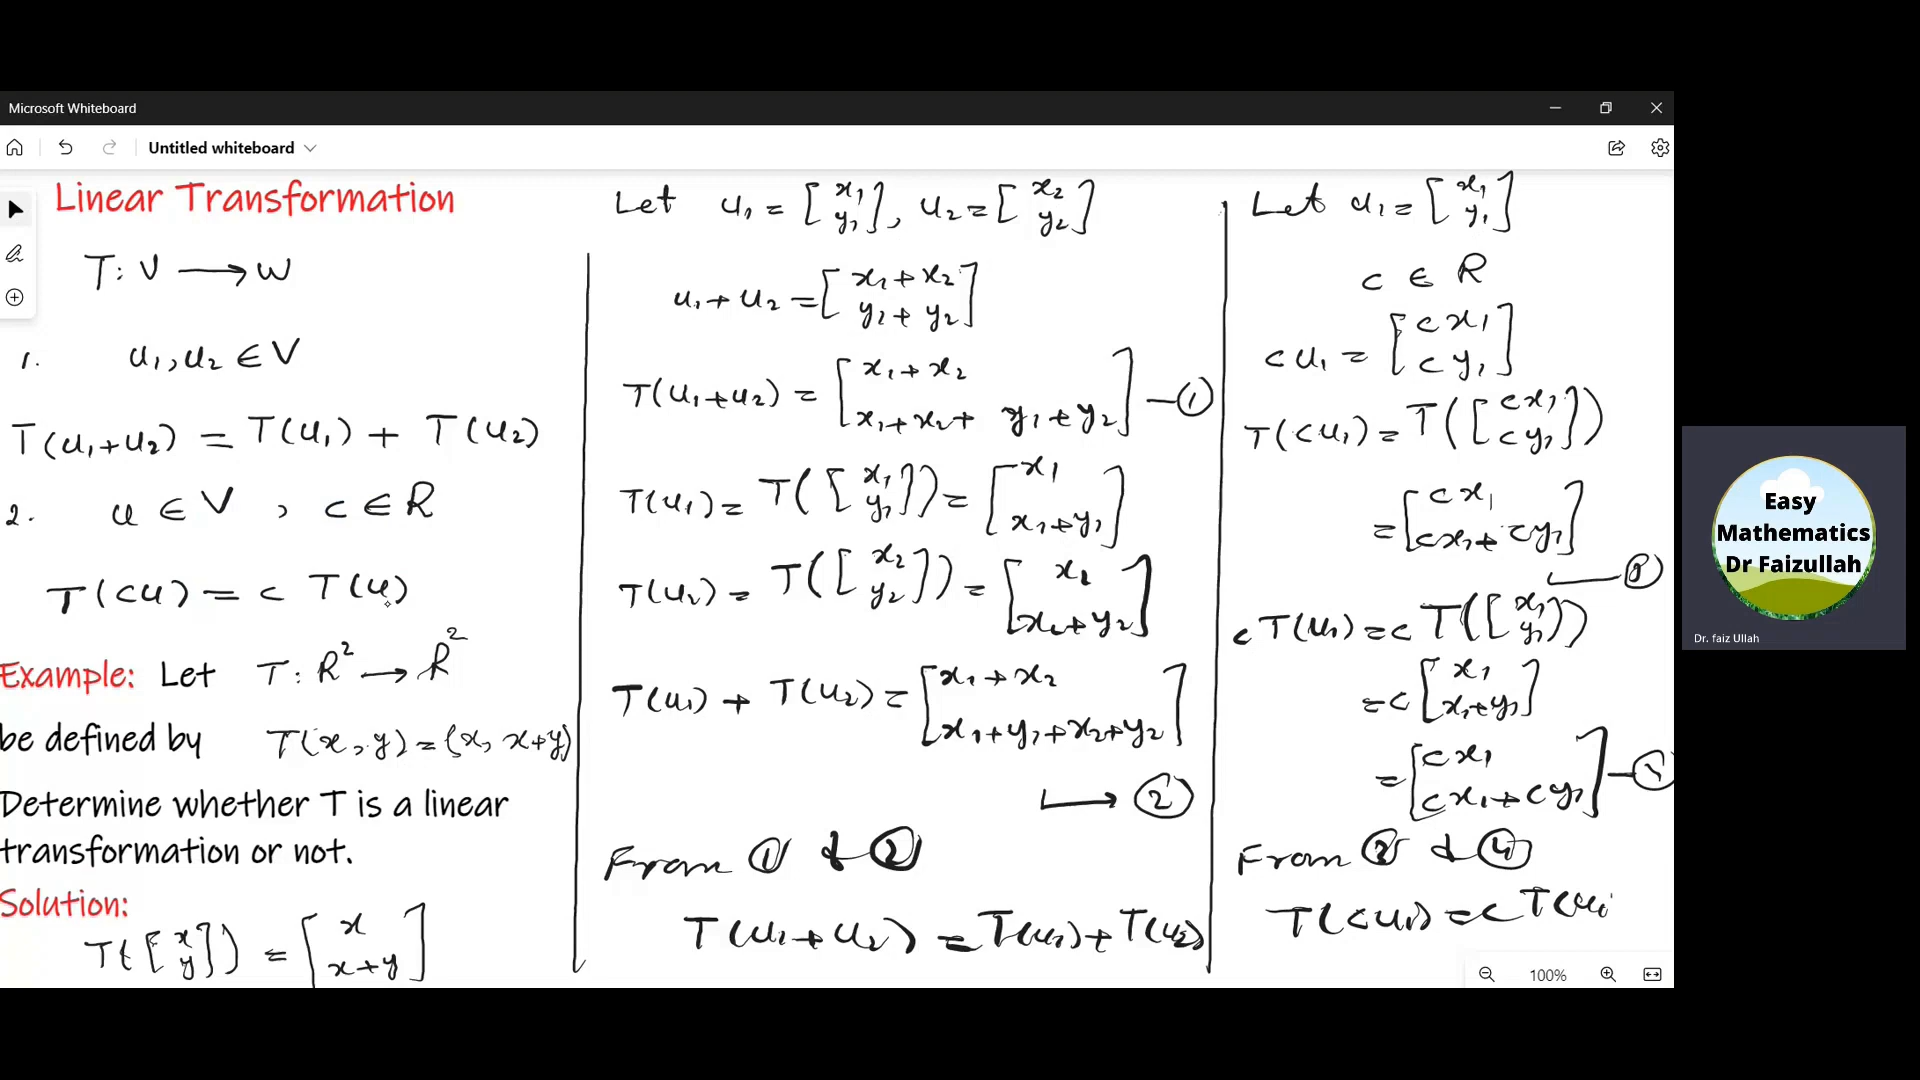 Microsoft Whiteboard
Untitled whiteboard
Linear Transformation
T: V ⟶ W
1. u₁, u₂ ∈ V
T(u₁+u₂) = T(u₁) + T(u₂)
2. u ∈ V , c ∈ R
T(cu) = c T(u)
Example: Let T: R² ⟶ R²
be defined by T(x, y) = (x, x+y)
Determine whether T is a linear
transformation or not.
Solution:
T([x y]) = [x x+y]
Let u₁ = [x₁ y₁], u₂ = [x₂ y₂]
u₁ + u₂ = [x₁+x₂ y₁+y₂]
T(u₁+u₂) = [x₁+x₂ x₁+x₂+ y₁+y₂] — ①
T(u₁) = T([x₁ y₁]) = [x₁ x₁+y₁]
T(u₂) = T([x₂ y₂]) = [x₂ x₂+y₂]
T(u₁) + T(u₂) = [x₁+x₂ x₁+y₁+x₂+y₂]
⟶ ②
From ① & ②
T(u₁+u₂) = T(u₁)+T(u₂)
Let u₁ = [x₁ y₁]
c ∈ R
cu₁ = [cx₁ cy₁]
T(cu₁) = T([cx₁ cy₁])
= [cx₁ cx₁+cy₁]
— ③
cT(u₁) = c T([x₁ y₁])
= c[x₁ x₁+y₁]
= [cx₁ cx₁+cy₁] — ④
From ③ & ④
T(cu₁) = c T(u₁
100%
Easy
Mathematics
Dr Faizullah
Dr. faiz Ullah